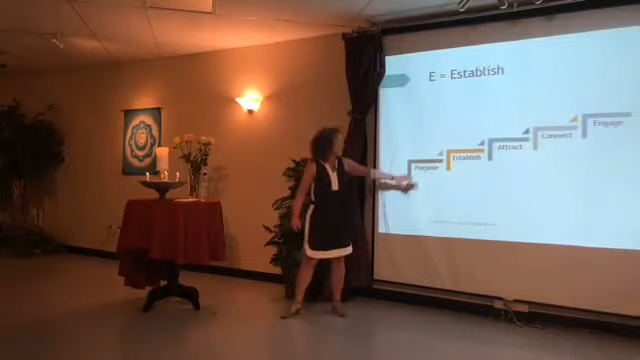 E = Establish
Purpose
Establish
Attract
Connect
Engage